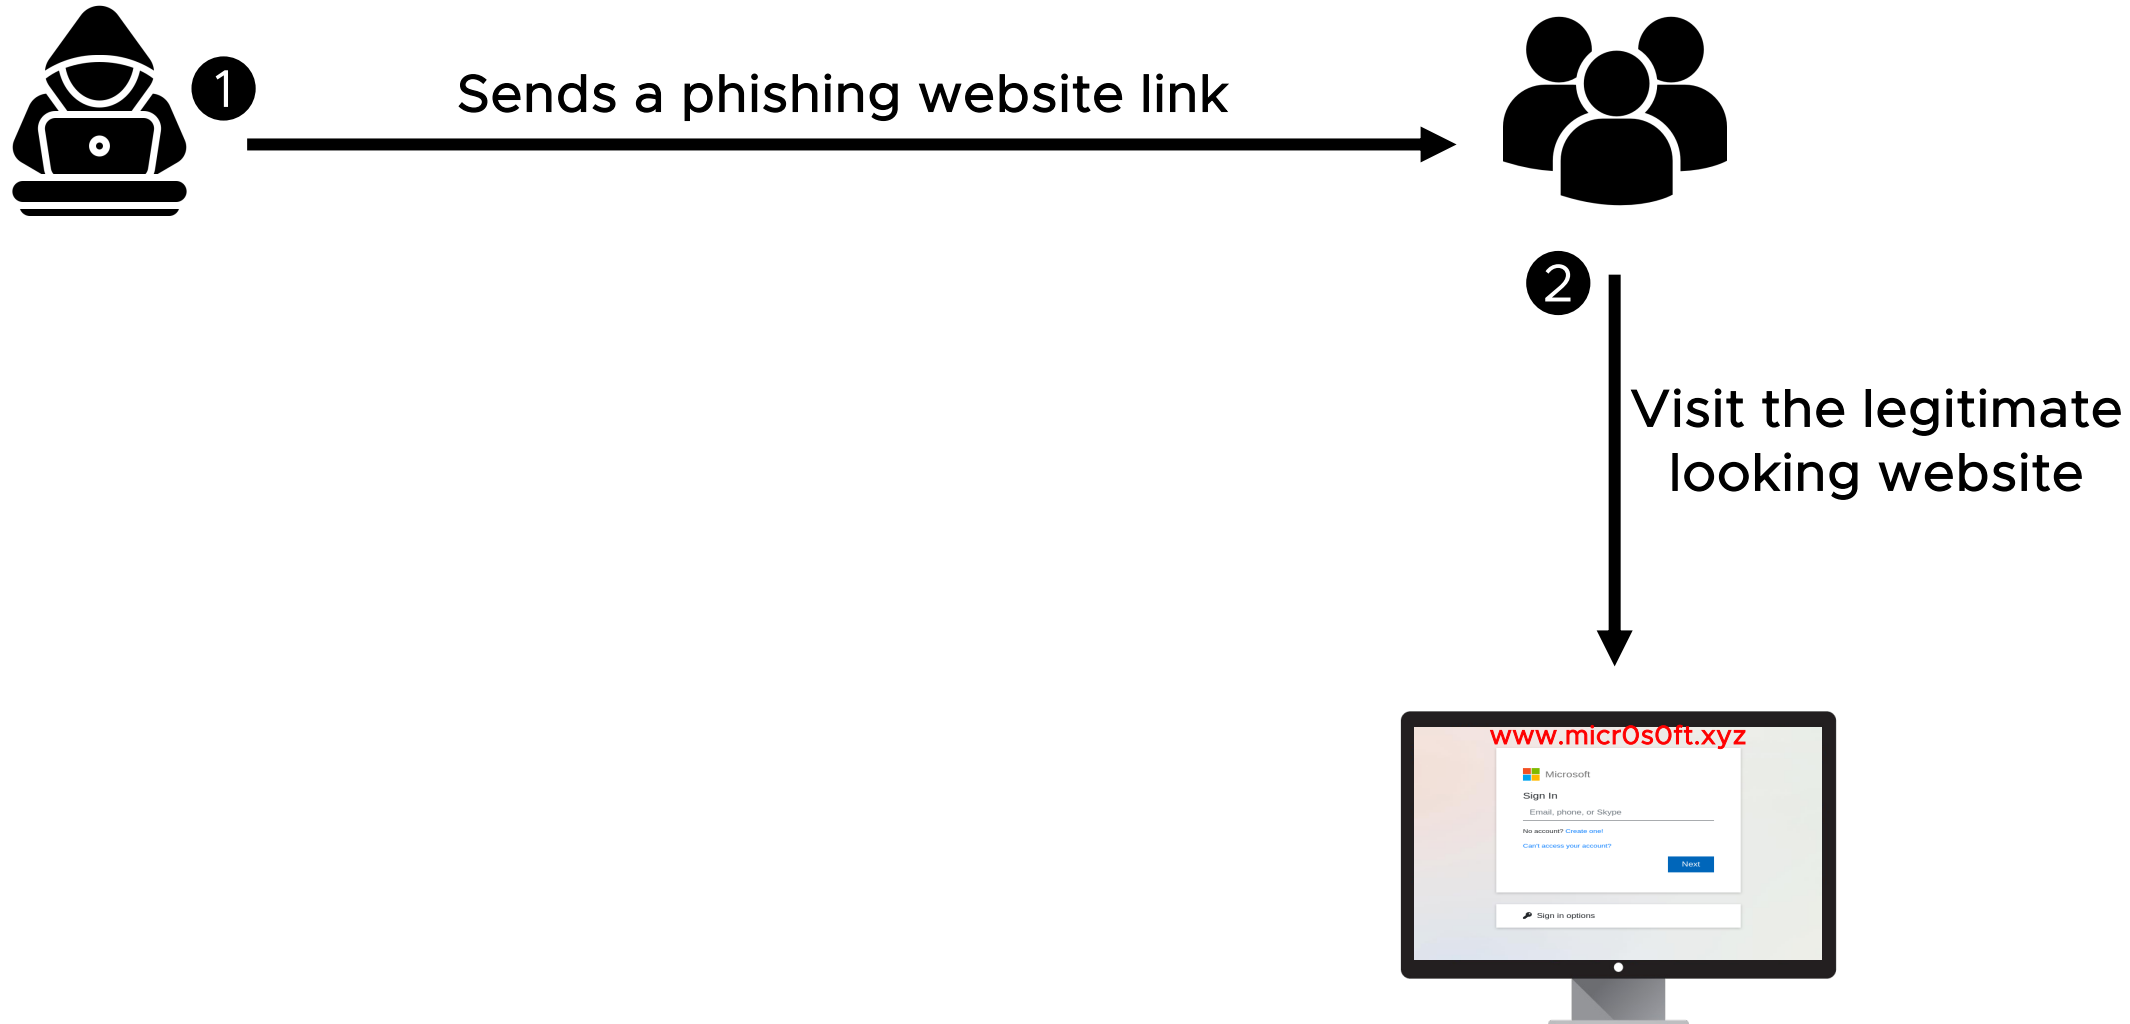 1
Sends a phishing website link
2
Visit the legitimate
looking website
www.micr0s0ft.xyz
Microsoft
Sign In
Email, phone, or Skype
No account? Create one!
Can't access your account?
Next
Sign in options